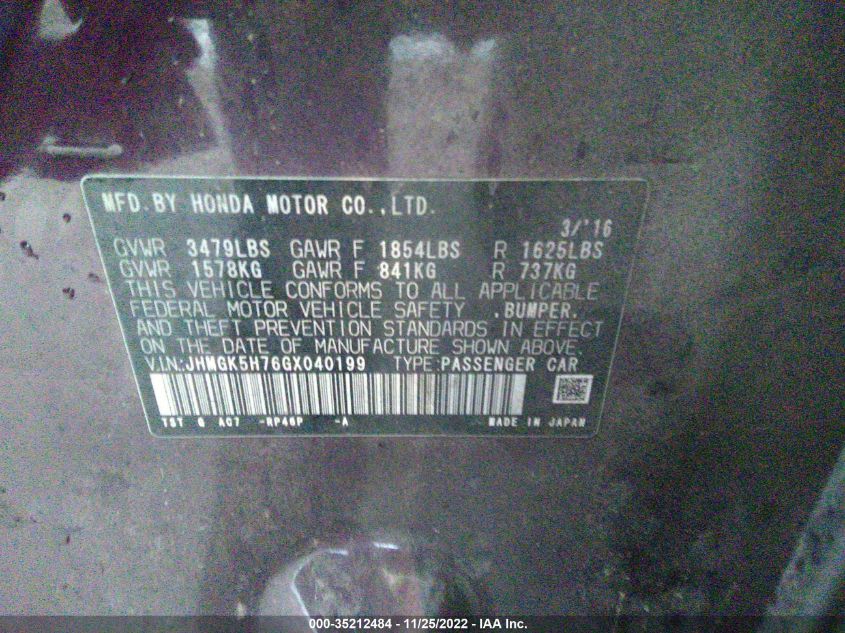 MFD.BY HONDA MOTOR CO.,LTD.
3/'16
GVWR 3479LBS GAWR F 1854LBS R 1625LBS
GVWR 1578KG GAWR F 841KG R 737KG
THIS VEHICLE CONFORMS TO ALL APPLICABLE
FEDERAL MOTOR VEHICLE SAFETY ,BUMPER,
AND THEFT PREVENTION STANDARDS IN EFFECT
ON THE DATE OF MANUFACTURE SHOWN ABOVE.
V.I.N:JHMGK5H76GX040199 TYPE:PASSENGER CAR
A07 -A MADE IN JAPAN
000-35212484 - 11/25/2022 - IAA Inc.